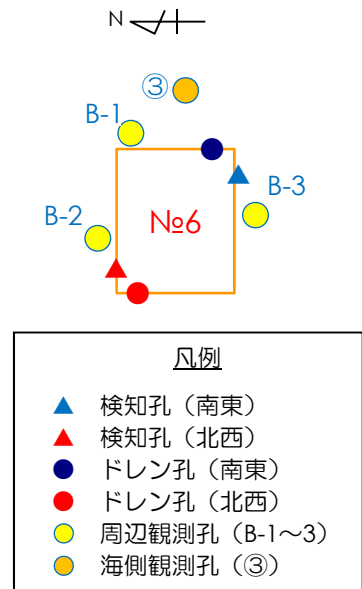 N
③
B-1
B-3
B-2
№6
凡例
検知孔（南東）
検知孔（北西）
ドレン孔（南東）
ドレン孔（北西）
周辺観測孔（B-1～3）
海側観測孔（③）